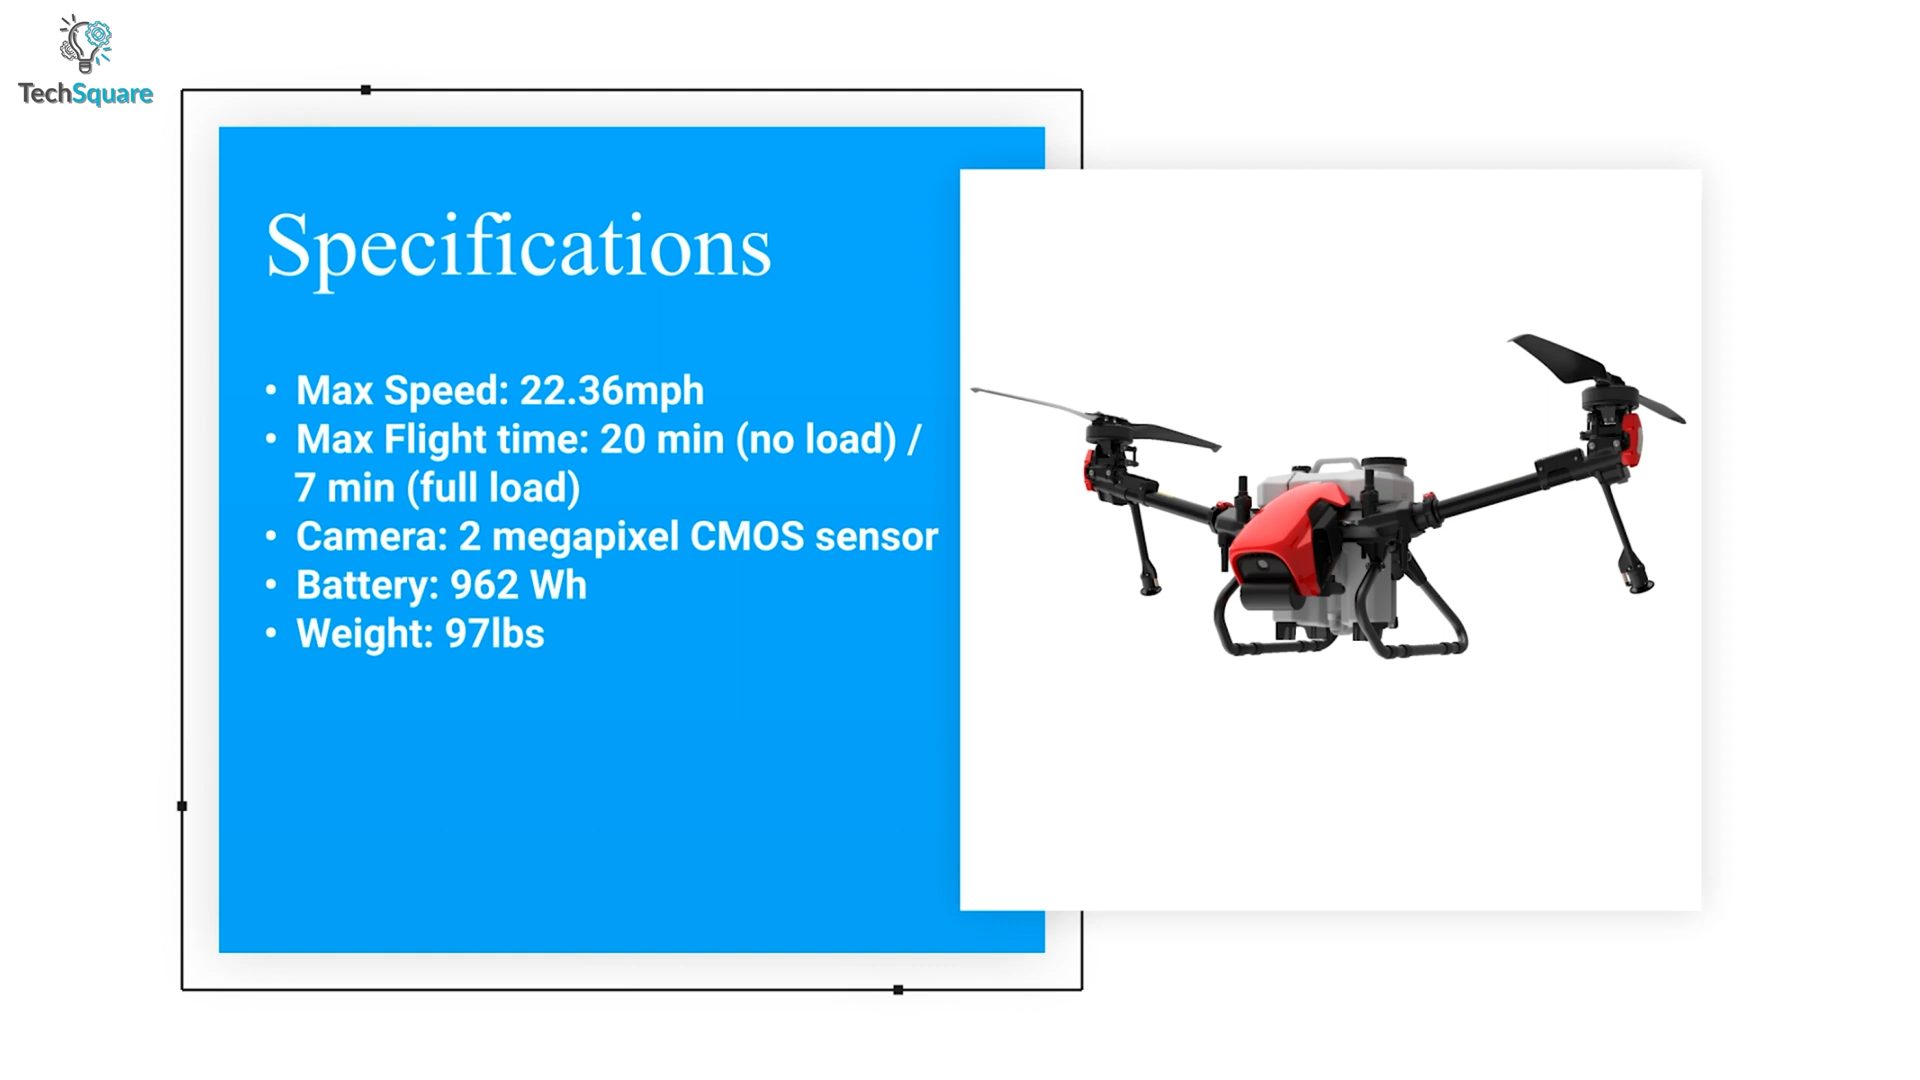 TechSquare
Specifications
• Max Speed: 22.36mph
• Max Flight time: 20 min (no load) /
7 min (full load)
• Camera: 2 megapixel CMOS sensor
• Battery: 962 Wh
• Weight: 97lbs